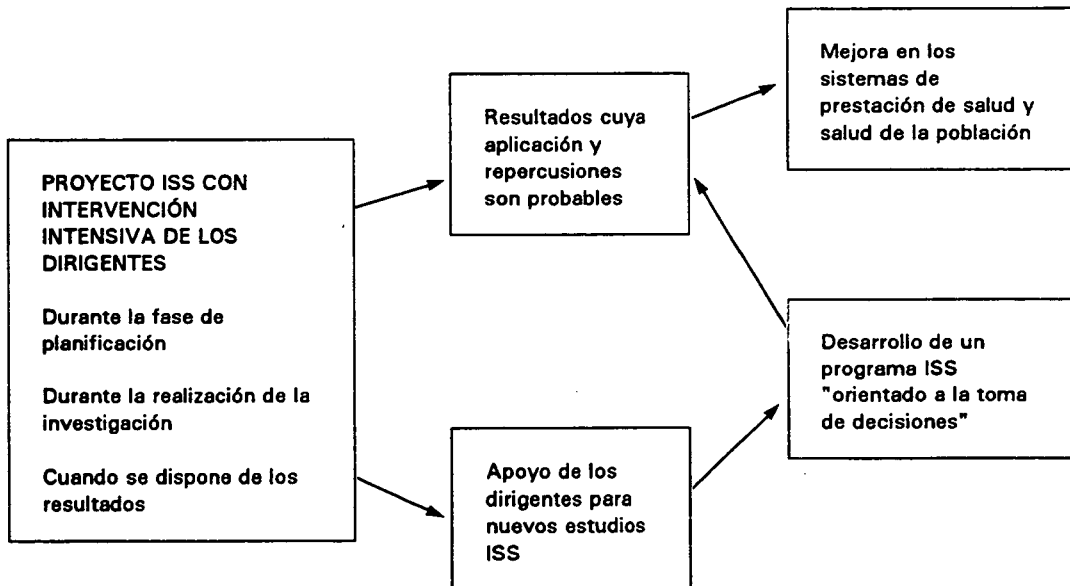 PROYECTO ISS CON
INTERVENCIÓN
INTENSIVA DE LOS
DIRIGENTES
Durante la fase de
planificación
Durante la realización de la
investigación
Cuando se dispone de los
resultados
Resultados cuya
aplicación y
repercusiones
son probables
Apoyo de los
dirigentes para
nuevos estudios
ISS
Mejora en los
sistemas de
prestación de salud y
salud de la población
Desarrollo de un
programa ISS
"orientado a la toma
de decisiones"